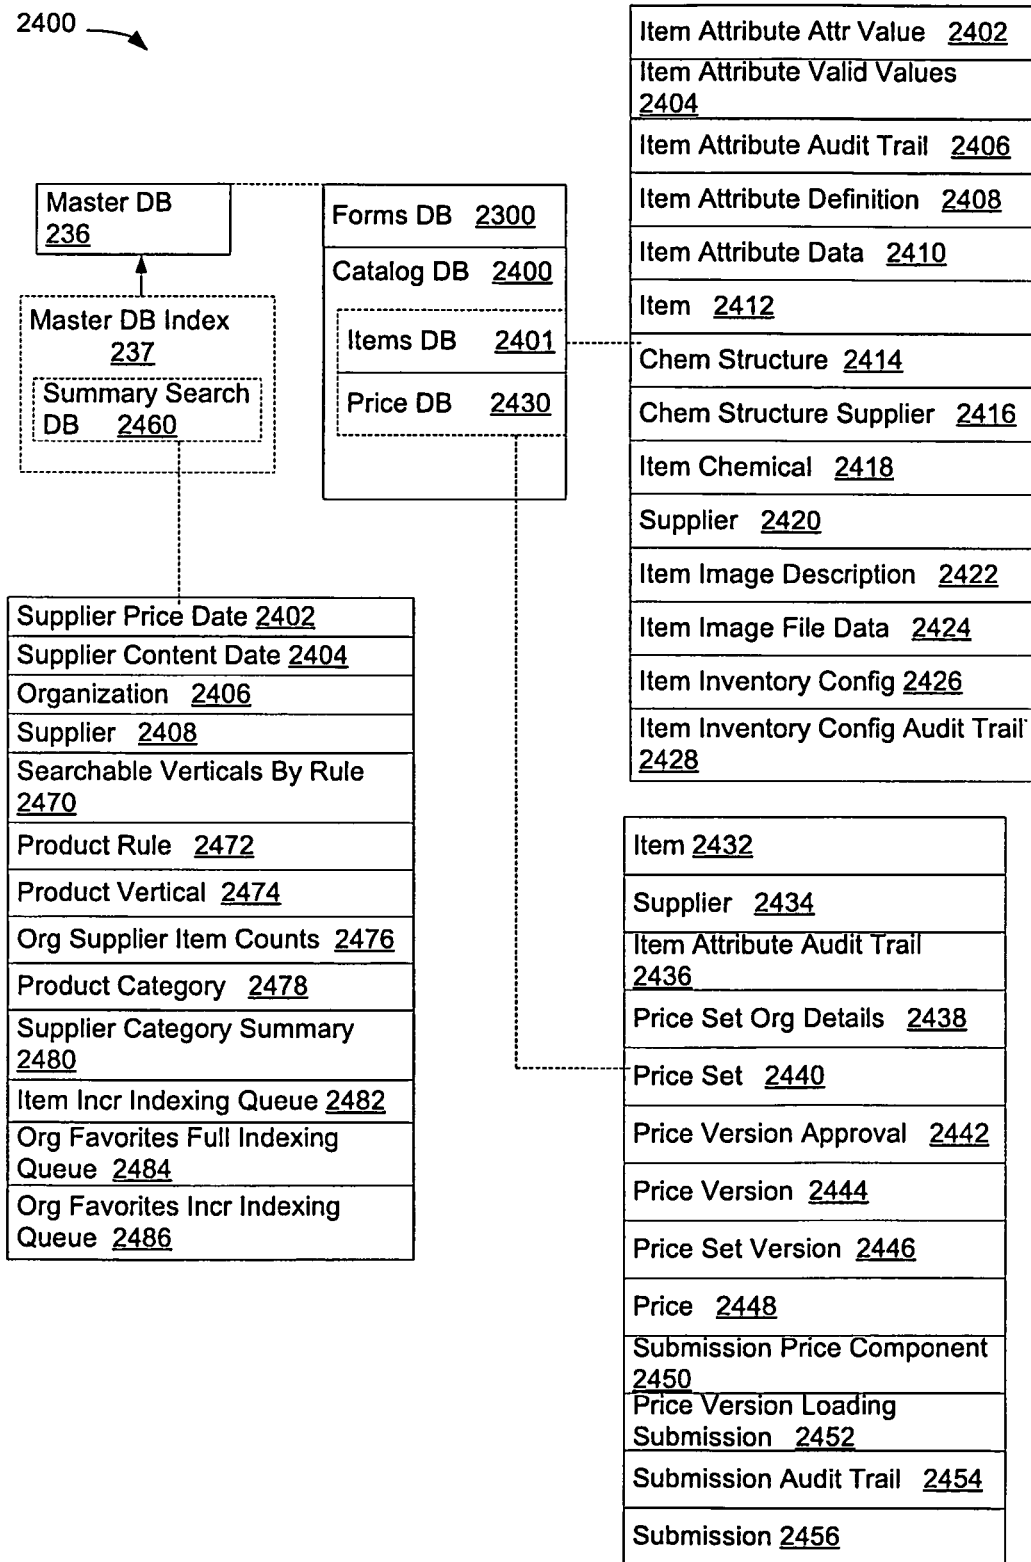 2400
Master DB
236
Master DB Index
237
Summary Search
DB 2460
Forms DB 2300
Catalog DB 2400
Items DB 2401
Price DB 2430
Item Attribute Attr Value 2402
Item Attribute Valid Values
2404
Item Attribute Audit Trail 2406
Item Attribute Definition 2408
Item Attribute Data 2410
Item 2412
Chem Structure 2414
Chem Structure Supplier 2416
Item Chemical 2418
Supplier 2420
Item Image Description 2422
Item Image File Data 2424
Item Inventory Config 2426
Item Inventory Config Audit Trail
2428
Supplier Price Date 2402
Supplier Content Date 2404
Organization 2406
Supplier 2408
Searchable Verticals By Rule
2470
Product Rule 2472
Product Vertical 2474
Org Supplier Item Counts 2476
Product Category 2478
Supplier Category Summary
2480
Item Incr Indexing Queue 2482
Org Favorites Full Indexing
Queue 2484
Org Favorites Incr Indexing
Queue 2486
Item 2432
Supplier 2434
Item Attribute Audit Trail
2436
Price Set Org Details 2438
Price Set 2440
Price Version Approval 2442
Price Version 2444
Price Set Version 2446
Price 2448
Submission Price Component
2450
Price Version Loading
Submission 2452
Submission Audit Trail 2454
Submission 2456